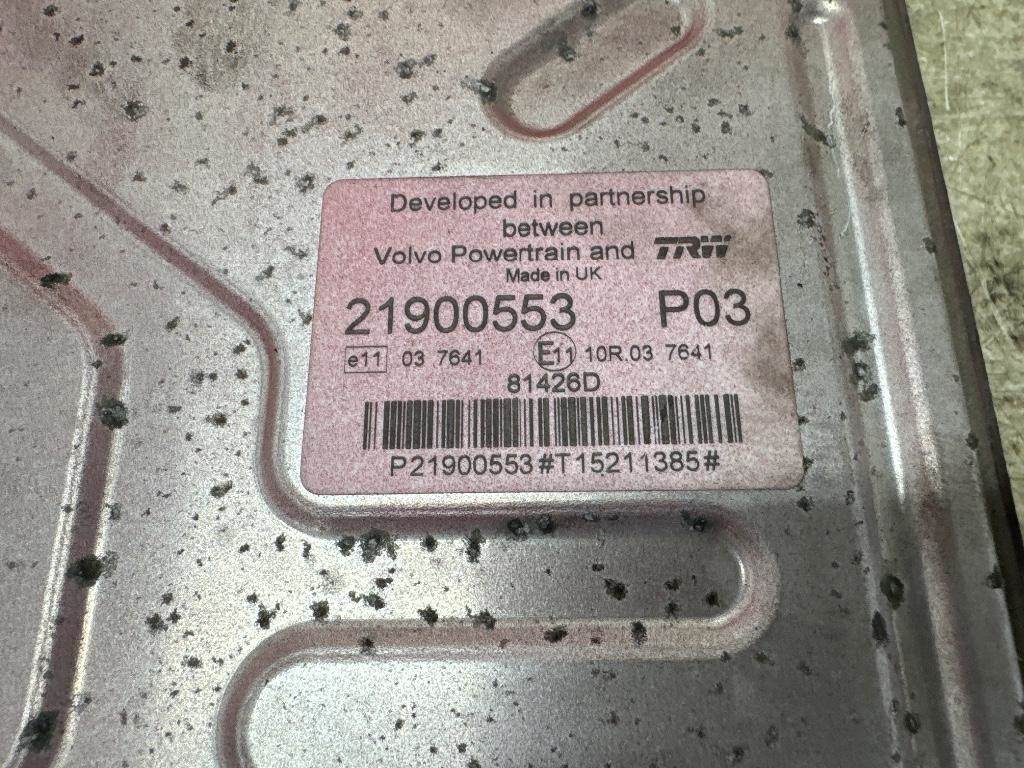 Developed in partnership
between
Volvo Powertrain and TRW
Made in UK
21900553 P03
e11 03 7641 E11 10R.03 7641
81426D
P21900553#T15211385#